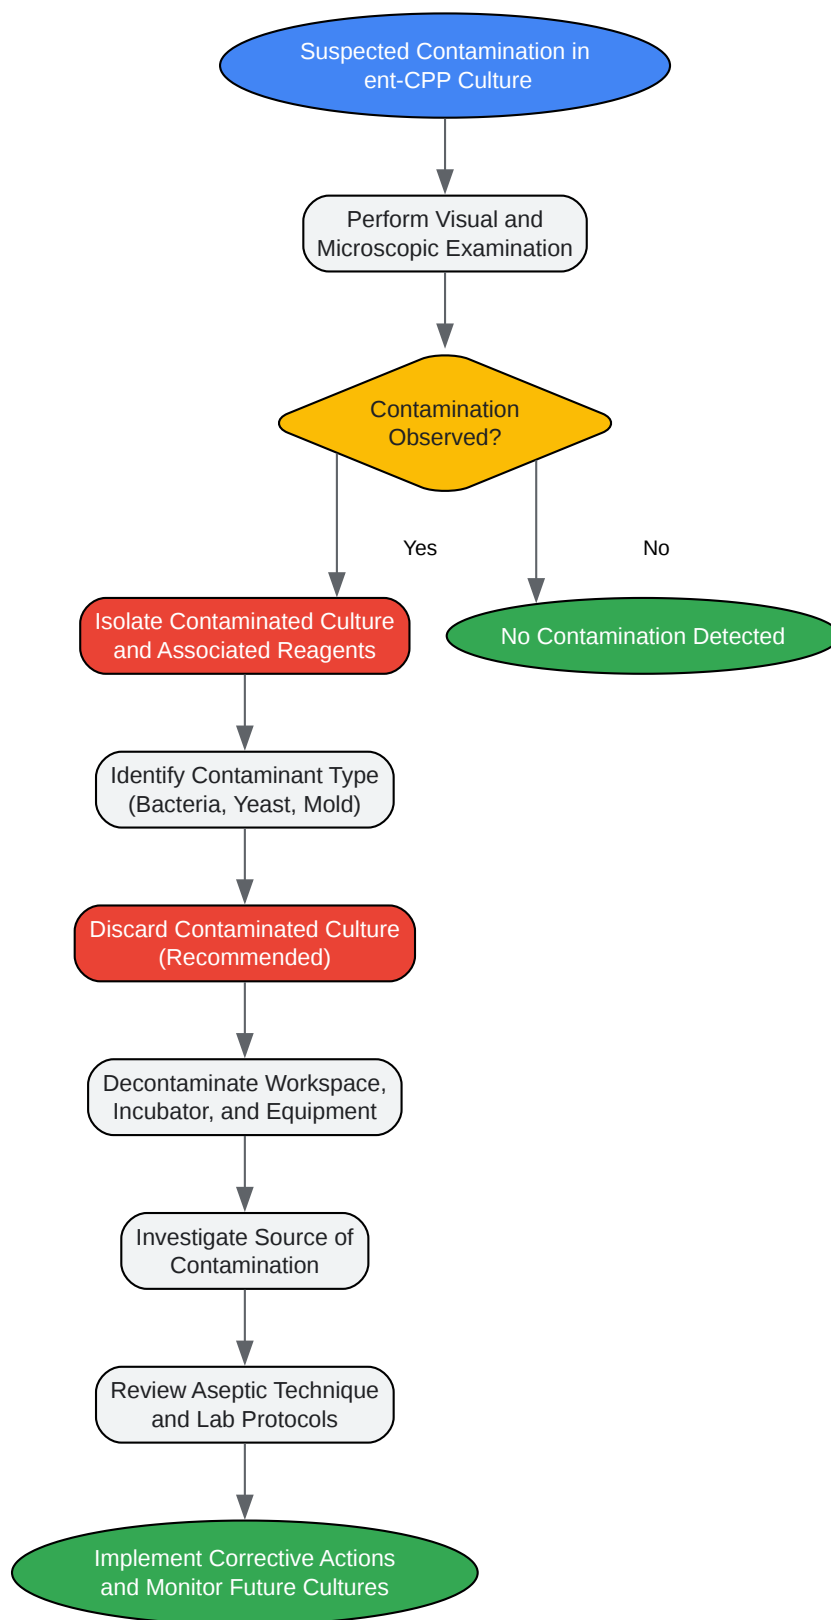 Suspected Contamination in
ent-CPP Culture
Perform Visual and
Microscopic Examination
Contamination
Observed?
Yes
No
Isolate Contaminated Culture
and Associated Reagents
No Contamination Detected
Identify Contaminant Type
(Bacteria, Yeast, Mold)
Discard Contaminated Culture
(Recommended)
Decontaminate Workspace,
Incubator, and Equipment
Investigate Source of
Contamination
Review Aseptic Technique
and Lab Protocols
Implement Corrective Actions
and Monitor Future Cultures